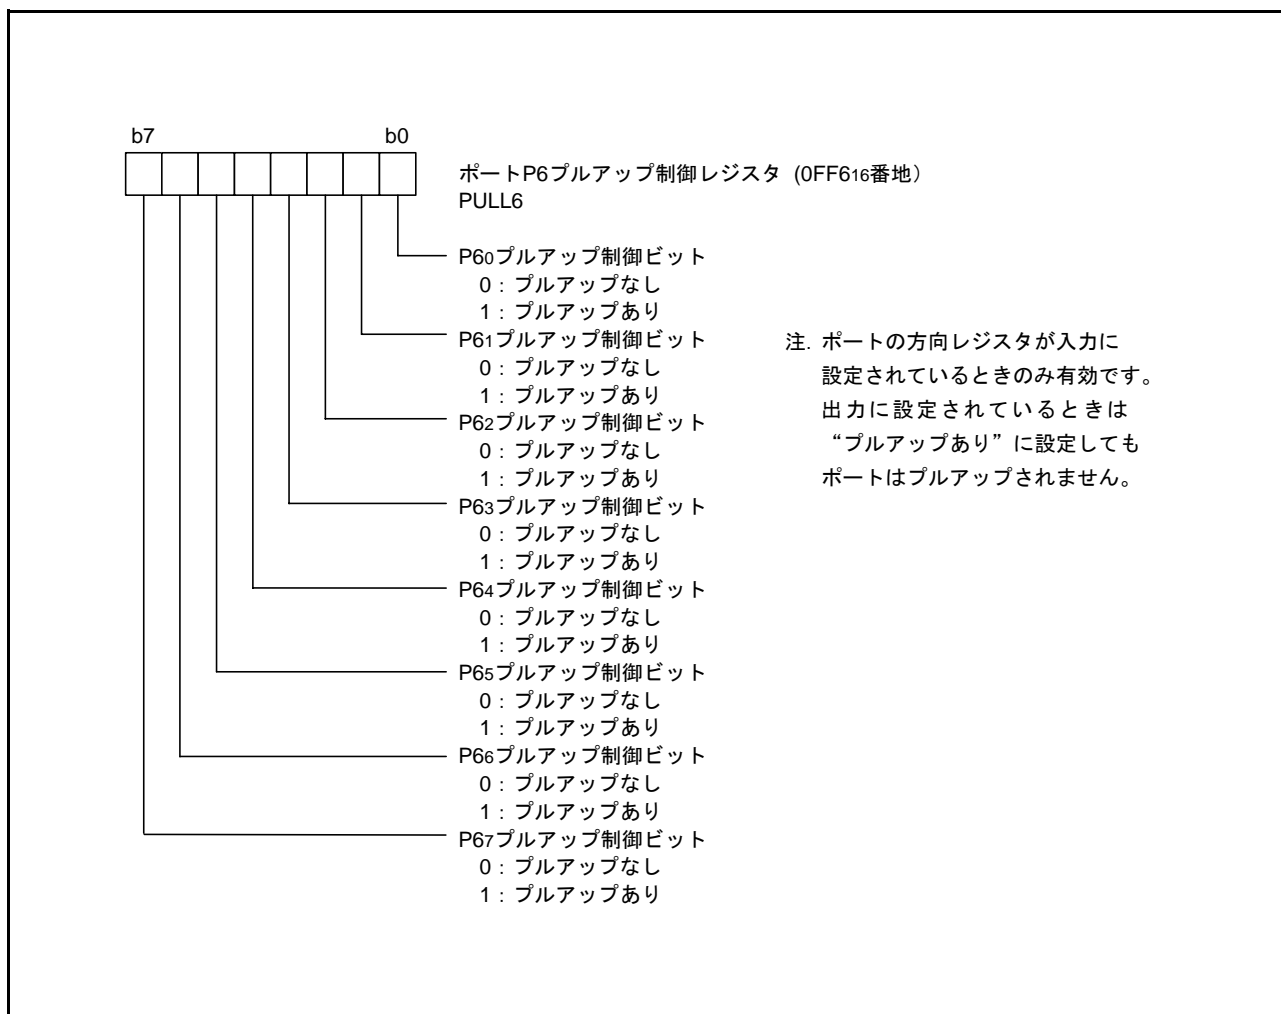 b7 b0
ポートP6プルアップ制御レジスタ (0FF616番地)
PULL6
P60プルアップ制御ビット
0：プルアップなし
1：プルアップあり
P61プルアップ制御ビット
0：プルアップなし
1：プルアップあり
P62プルアップ制御ビット
0：プルアップなし
1：プルアップあり
P63プルアップ制御ビット
0：プルアップなし
1：プルアップあり
P64プルアップ制御ビット
0：プルアップなし
1：プルアップあり
P65プルアップ制御ビット
0：プルアップなし
1：プルアップあり
P66プルアップ制御ビット
0：プルアップなし
1：プルアップあり
P67プルアップ制御ビット
0：プルアップなし
1：プルアップあり
注. ポートの方向レジスタが入力に
設定されているときのみ有効です。
出力に設定されているときは
“プルアップあり”に設定しても
ポートはプルアップされません。